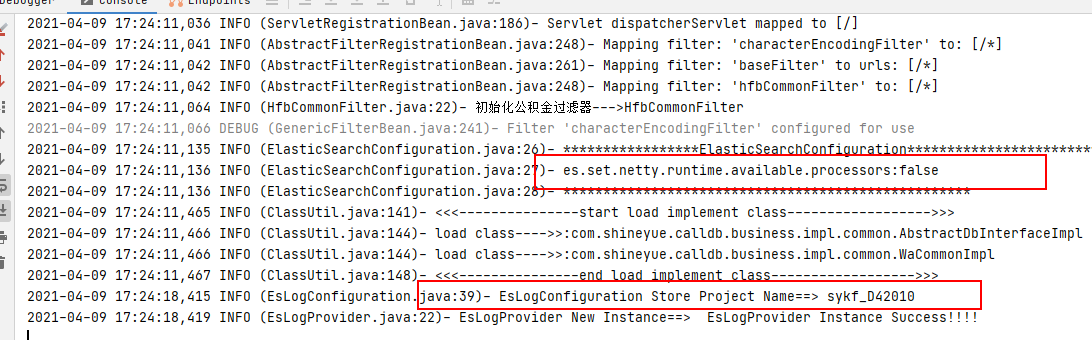 Debugger Console Endpoints
2021-04-09 17:24:11,036 INFO (ServletRegistrationBean.java:186)- Servlet dispatcherServlet mapped to [/]
2021-04-09 17:24:11,041 INFO (AbstractFilterRegistrationBean.java:248)- Mapping filter: 'characterEncodingFilter' to: [/*]
2021-04-09 17:24:11,042 INFO (AbstractFilterRegistrationBean.java:261)- Mapping filter: 'baseFilter' to urls: [/*]
2021-04-09 17:24:11,042 INFO (AbstractFilterRegistrationBean.java:248)- Mapping filter: 'hfbCommonFilter' to: [/*]
2021-04-09 17:24:11,064 INFO (HfbCommonFilter.java:22)- 初始化公积金过滤器--->HfbCommonFilter
2021-04-09 17:24:11,066 DEBUG (GenericFilterBean.java:241)- Filter 'characterEncodingFilter' configured for use
2021-04-09 17:24:11,135 INFO (ElasticSearchConfiguration.java:26)- *****************ElasticSearchConfiguration************************
2021-04-09 17:24:11,136 INFO (ElasticSearchConfiguration.java:27)- es.set.netty.runtime.available.processors:false
2021-04-09 17:24:11,136 INFO (ElasticSearchConfiguration.java:28)- ***************************************************
2021-04-09 17:24:11,465 INFO (ClassUtil.java:141)- <<<---------------start load implement class------------------>>>
2021-04-09 17:24:11,466 INFO (ClassUtil.java:144)- load class---->>:com.shineyue.calldb.business.impl.common.AbstractDbInterfaceImpl
2021-04-09 17:24:11,466 INFO (ClassUtil.java:144)- load class---->>:com.shineyue.calldb.business.impl.common.WaCommonImpl
2021-04-09 17:24:11,467 INFO (ClassUtil.java:148)- <<<---------------end load implement class------------------>>>
2021-04-09 17:24:18,415 INFO (EsLogConfiguration.java:39)- EsLogConfiguration Store Project Name==> sykf_D42010
2021-04-09 17:24:18,419 INFO (EsLogProvider.java:22)- EsLogProvider New Instance==>  EsLogProvider Instance Success!!!!